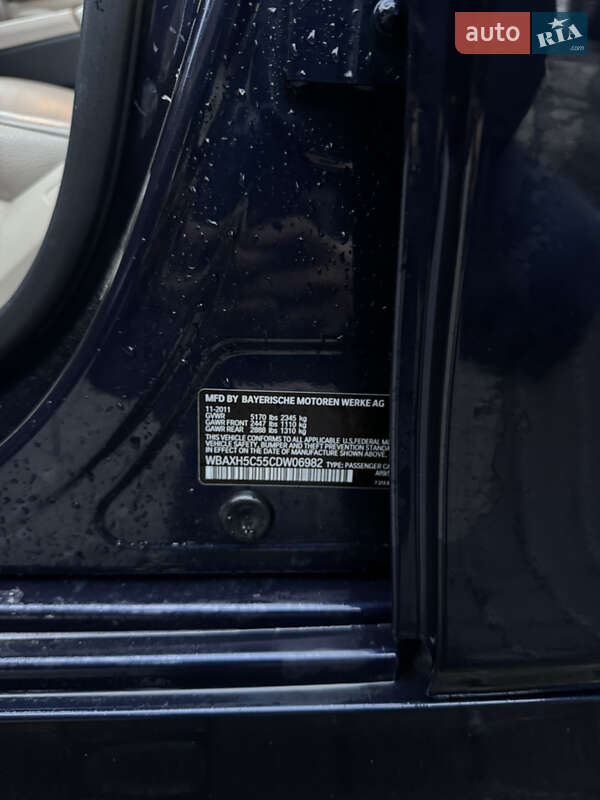 auto RIA.com
MFD BY BAYERISCHE MOTOREN WERKE AG
11-2011
GVWR 5170 lbs 2345 kg
GAWR FRONT 2447 lbs 1110 kg
GAWR REAR 2888 lbs 1310 kg
THIS VEHICLE CONFORMS TO ALL APPLICABLE U.S. FEDERAL
VEHICLE SAFETY, BUMPER AND THEFT PREVENTION
IN EFFECT ON THE DATE OF MANUFACTURE SHOWN ABOVE.
WBAXH5C55CDW06982 TYPE: PASSENGER